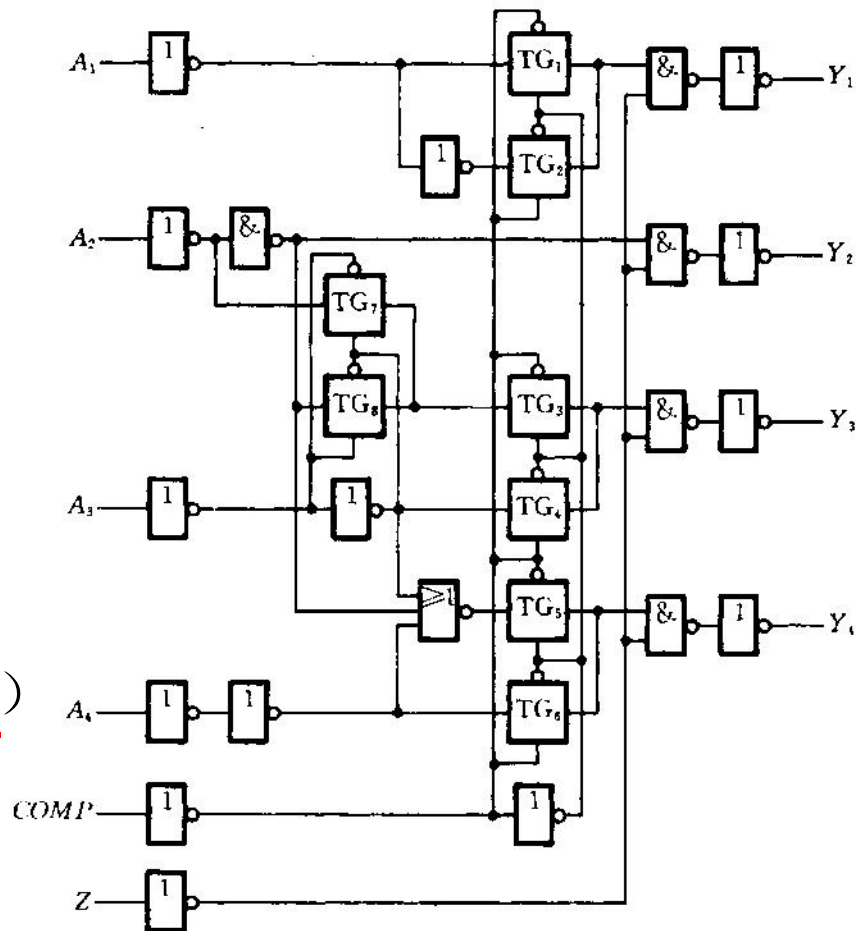 A₁
1
TG₁
&
1
Y₁
1
TG₂
A₂
1
&
&
1
Y₂
TG₇
TG₈
TG₃
&
1
Y₃
A₃
1
1
TG₄
≥1
TG₅
&
1
Y₄
)
A₄
1
1
TG₆
COMP
1
1
Z
1